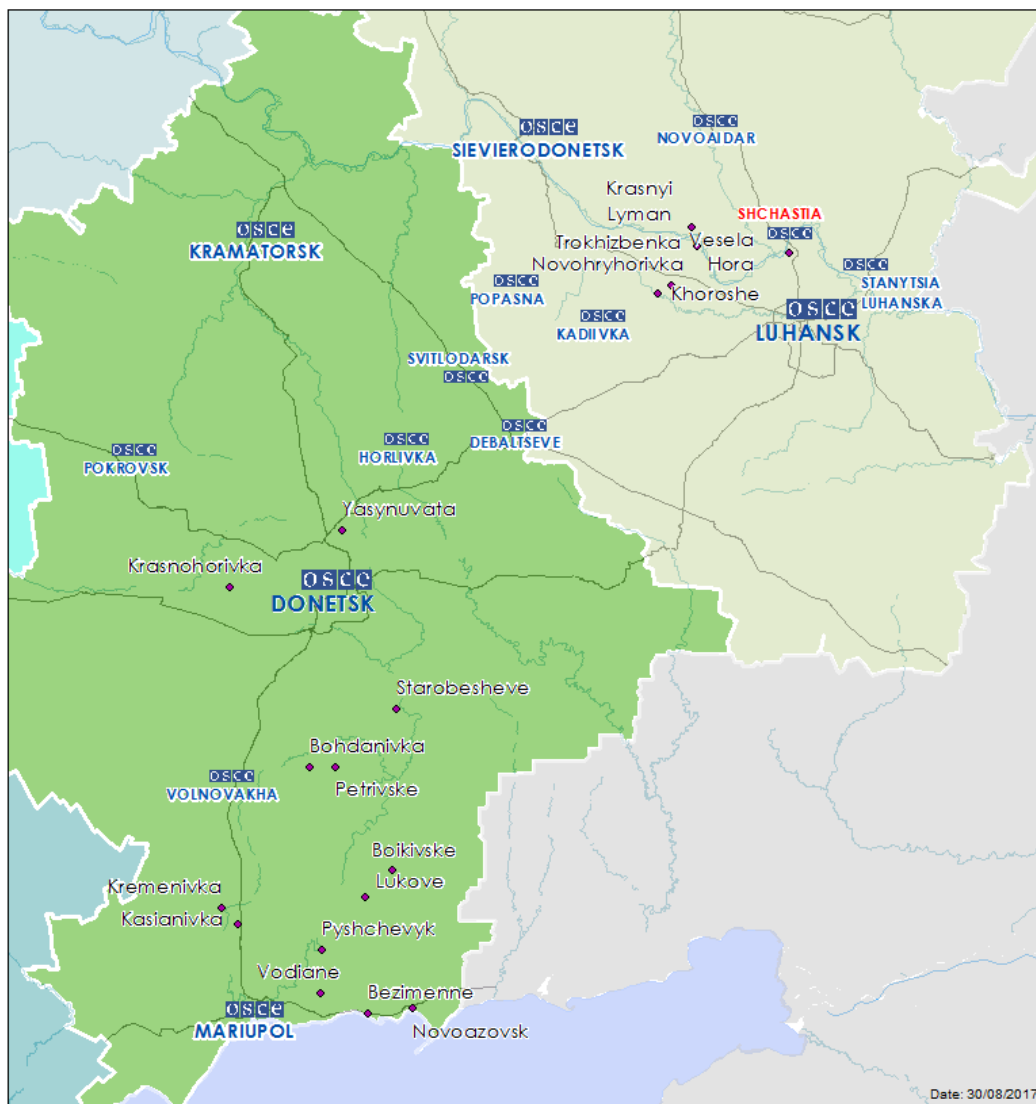 OSCE
SIEVIERODONETSK
OSCE
NOVOAIDAR
Krasnyi
Lyman
SHCHASTIA
OSCE
OSCE
KRAMATORSK
Trokhizbenka
Vesela
Hora
Novohryhorivka
OSCE
POPASNA
Khoroshe
OSCE
STANYTSIA
LUHANSKA
OSCE
KADIIVKA
OSCE
LUHANSK
SVITLODARSK
OSCE
OSCE
DEBALTSEVE
OSCE
HORLIVKA
OSCE
POKROVSK
Yasynuvata
Krasnohorivka
OSCE
DONETSK
Starobesheve
Bohdanivka
Petrivske
OSCE
VOLNOVAKHA
Boikivske
Lukove
Kremenivka
Kasianivka
Pyshchevyk
Vodiane
Bezimenne
OSCE
MARIUPOL
Novoazovsk
Date: 30/08/2017